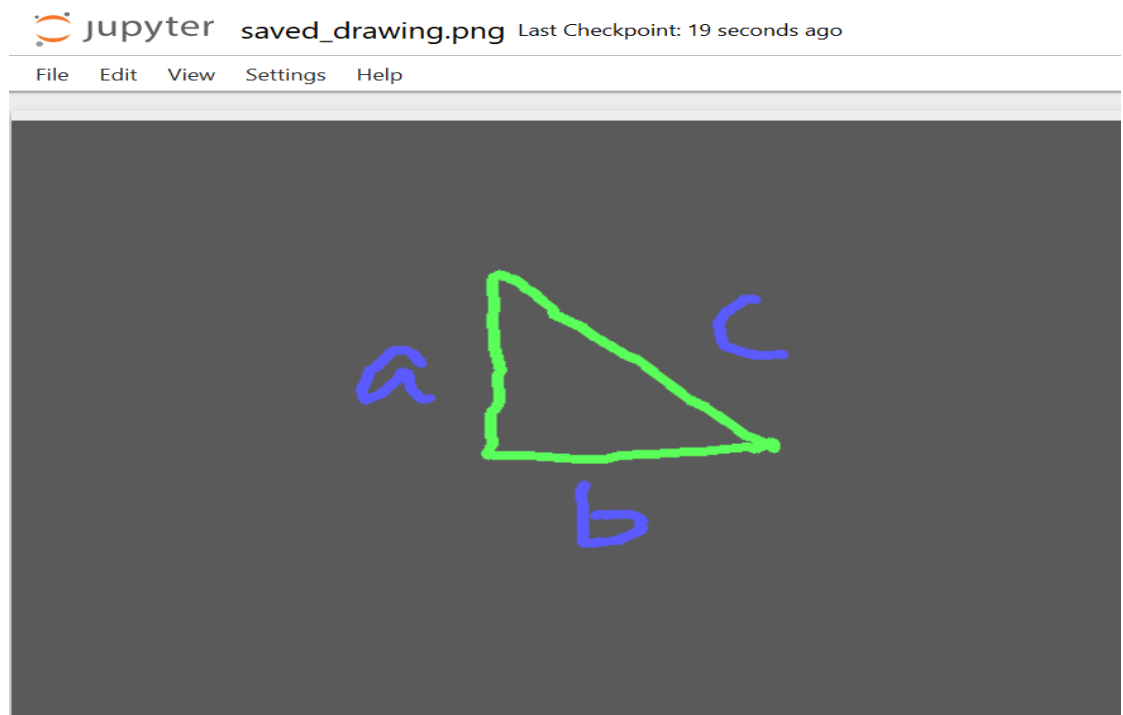 jupyter saved_drawing.png Last Checkpoint: 19 seconds ago
File Edit View Settings Help
c
a
b